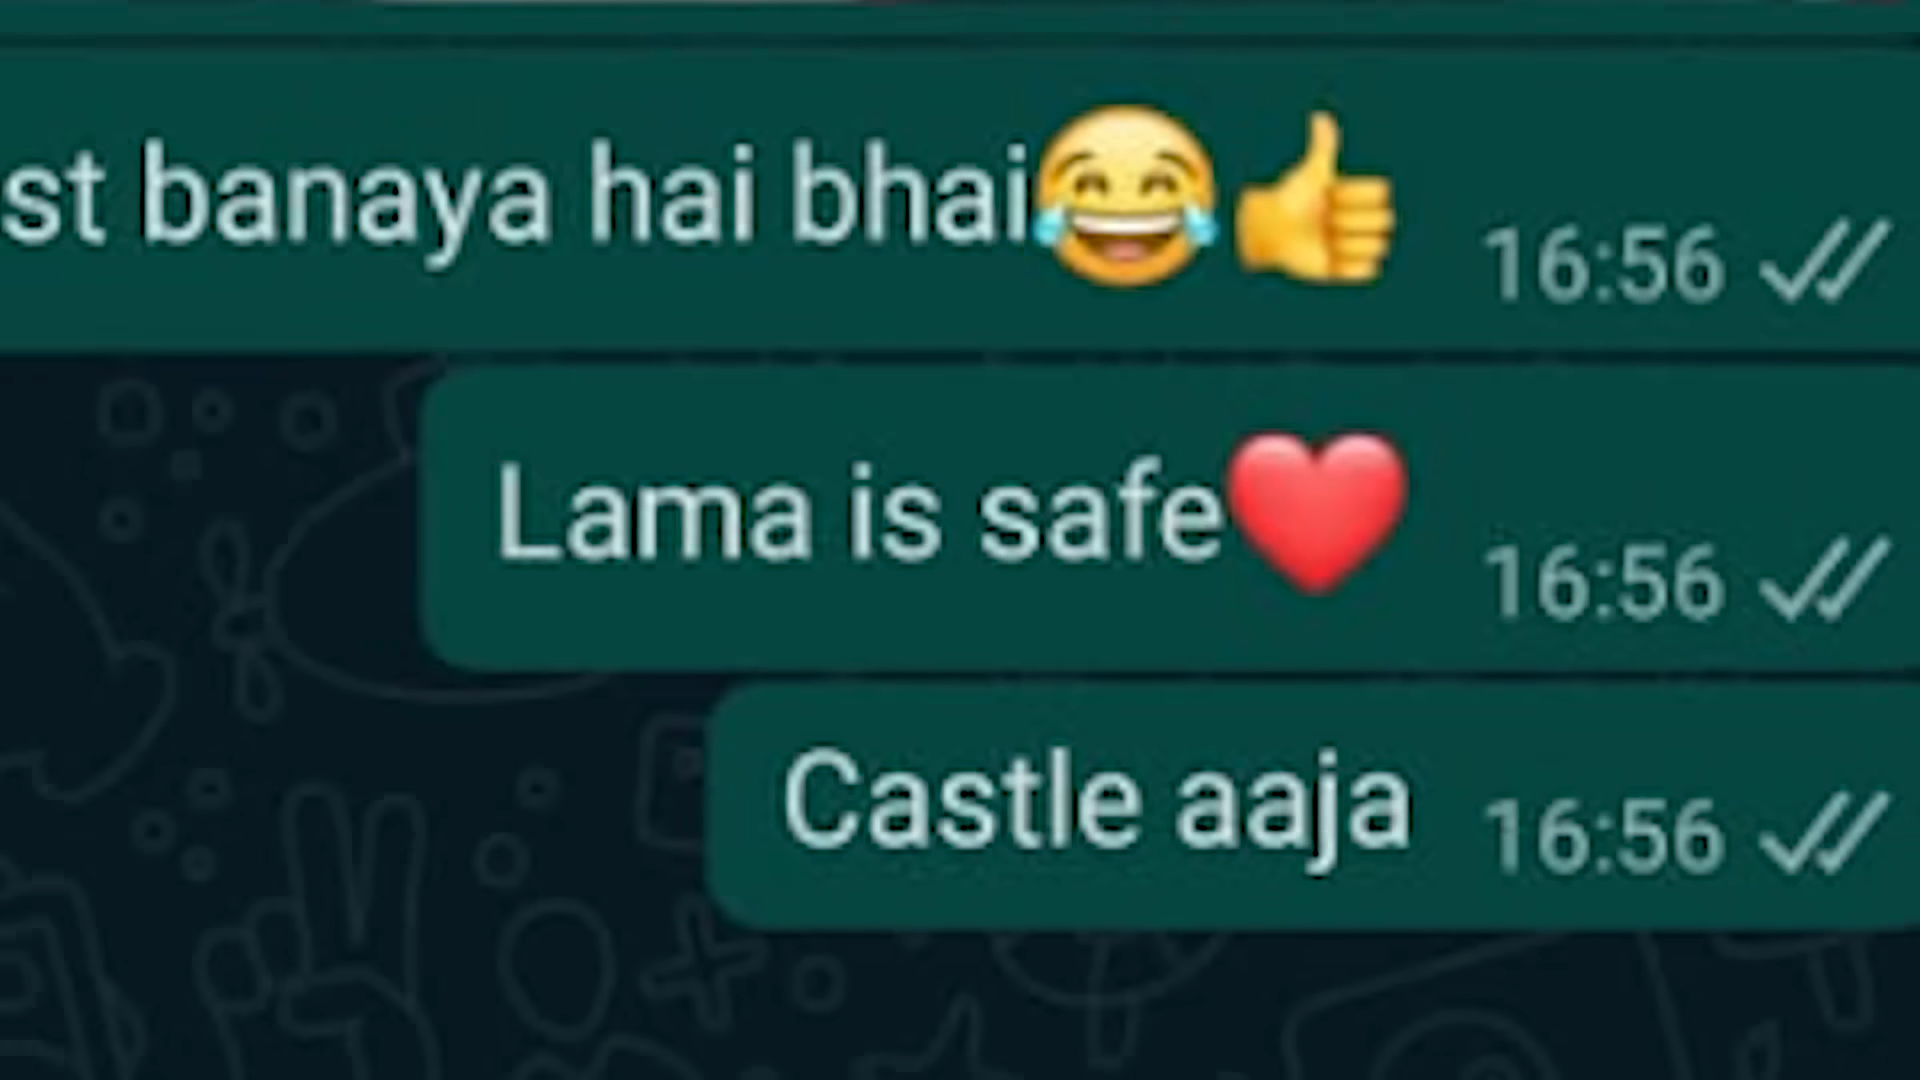 st banaya hai bhai😂👍 16:56
Lama is safe❤️ 16:56
Castle aaja 16:56